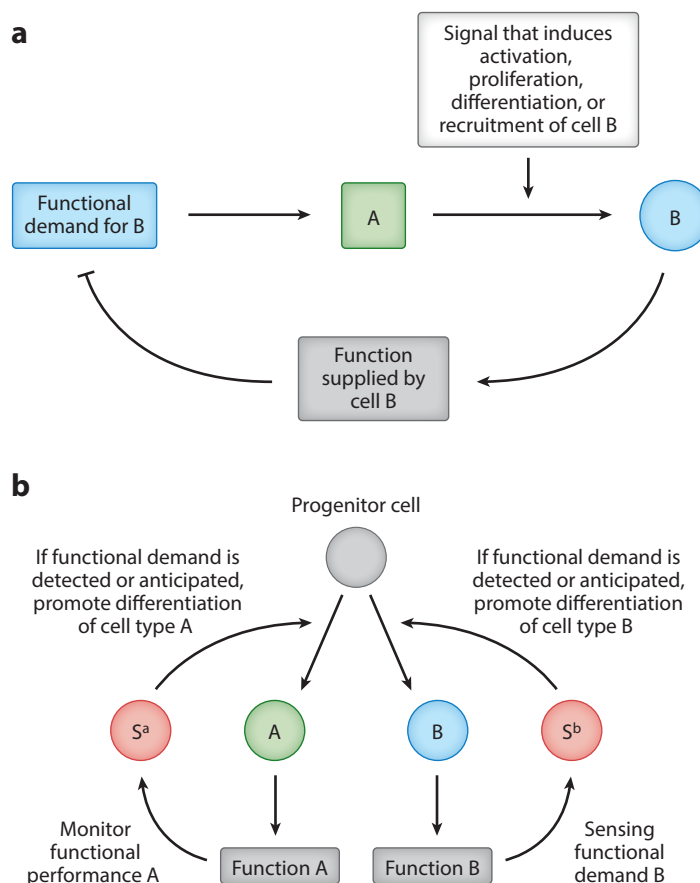 a
Signal that induces
activation,
proliferation,
differentiation, or
recruitment of cell B
Functional
demand for B
A
B
Function
supplied by
cell B
b
Progenitor cell
If functional demand is
detected or anticipated,
promote differentiation
of cell type A
If functional demand is
detected or anticipated,
promote differentiation
of cell type B
Sᵃ
A
B
Sᵇ
Monitor
functional
performance A
Function A
Function B
Sensing
functional
demand B